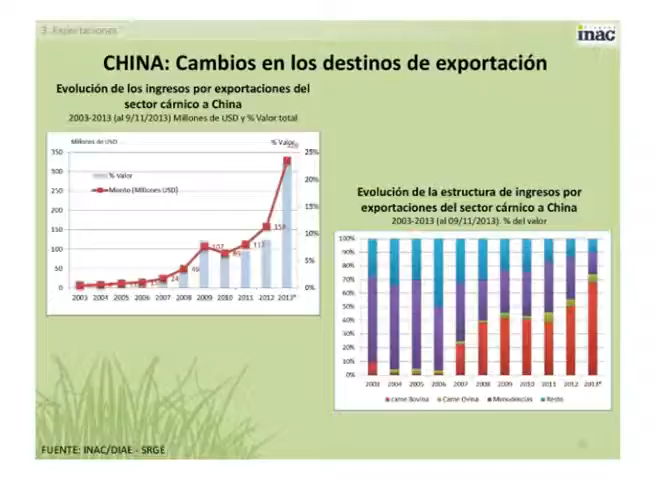 3. Exportaciones
inac
CHINA: Cambios en los destinos de exportación
Evolución de los ingresos por exportaciones del
sector cárnico a China
2003-2013 (al 9/11/2013) Millones de USD y % Valor total
Millones de USD
% Valor
350
300
250
200
150
100
50
0
25%
20%
15%
10%
5%
0%
% Valor
Monto (Millones USD)
24
49
107
89
112
158
2003 2004 2005 2006 2007 2008 2009 2010 2011 2012 2013*
Evolución de la estructura de ingresos por
exportaciones del sector cárnico a China
2003-2013 (al 09/11/2013). % del valor
100%
90%
80%
70%
60%
50%
40%
30%
20%
10%
0%
2003 2004 2005 2006 2007 2008 2009 2010 2011 2012 2013*
carne Bovina Carne Ovina Menudencias Resto
FUENTE: INAC/DIAE - SRGE